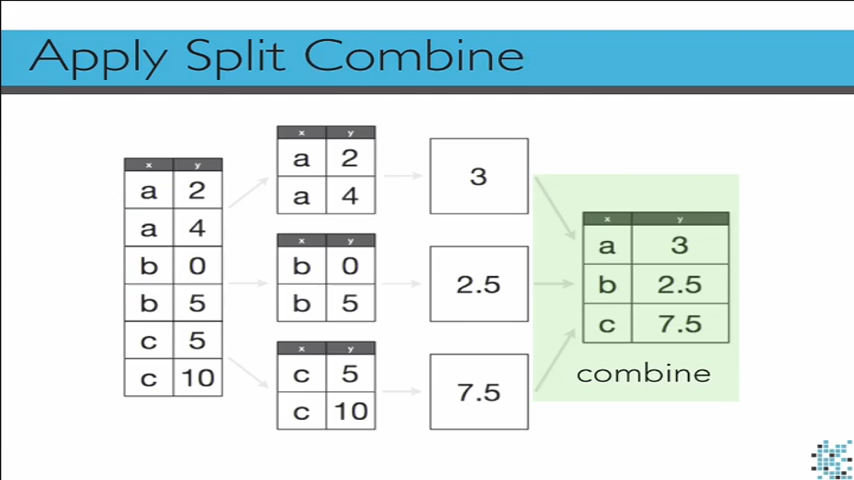 Apply Split Combine
x y
a 2
a 4
b 0
b 5
c 5
c 10
x y
a 2
a 4
x y
b 0
b 5
x y
c 5
c 10
3
2.5
7.5
x y
a 3
b 2.5
c 7.5
combine